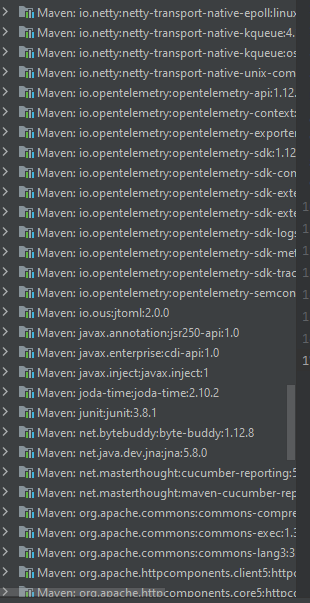 Maven: io.netty:netty-transport-native-epoll:linux
Maven: io.netty:netty-transport-native-kqueue:4.
Maven: io.netty:netty-transport-native-kqueue:os
Maven: io.netty:netty-transport-native-unix-com
Maven: io.opentelemetry:opentelemetry-api:1.12.
Maven: io.opentelemetry:opentelemetry-context:
Maven: io.opentelemetry:opentelemetry-exporte
Maven: io.opentelemetry:opentelemetry-sdk:1.12
Maven: io.opentelemetry:opentelemetry-sdk-con
Maven: io.opentelemetry:opentelemetry-sdk-exte
Maven: io.opentelemetry:opentelemetry-sdk-exte
Maven: io.opentelemetry:opentelemetry-sdk-logs
Maven: io.opentelemetry:opentelemetry-sdk-met
Maven: io.opentelemetry:opentelemetry-sdk-trac
Maven: io.opentelemetry:opentelemetry-semcon
Maven: io.ous:jtoml:2.0.0
Maven: javax.annotation:jsr250-api:1.0
Maven: javax.enterprise:cdi-api:1.0
Maven: javax.inject:javax.inject:1
Maven: joda-time:joda-time:2.10.2
Maven: junit:junit:3.8.1
Maven: net.bytebuddy:byte-buddy:1.12.8
Maven: net.java.dev.jna:jna:5.8.0
Maven: net.masterthought:cucumber-reporting:5
Maven: net.masterthought:maven-cucumber-rep
Maven: org.apache.commons:commons-compre
Maven: org.apache.commons:commons-exec:1.3
Maven: org.apache.commons:commons-lang3:3
Maven: org.apache.httpcomponents.client5:httpc
Maven: org.apache.httpcomponents.core5:httpc